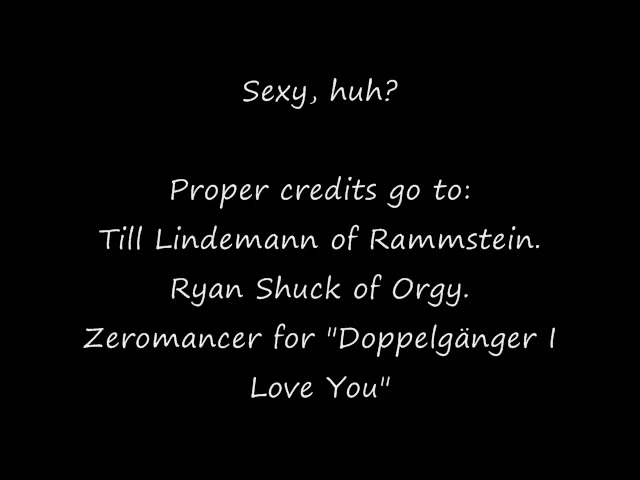 Sexy, huh?
Proper credits go to:
Till Lindemann of Rammstein.
Ryan Shuck of Orgy.
Zeromancer for "Doppelgänger I
Love You"